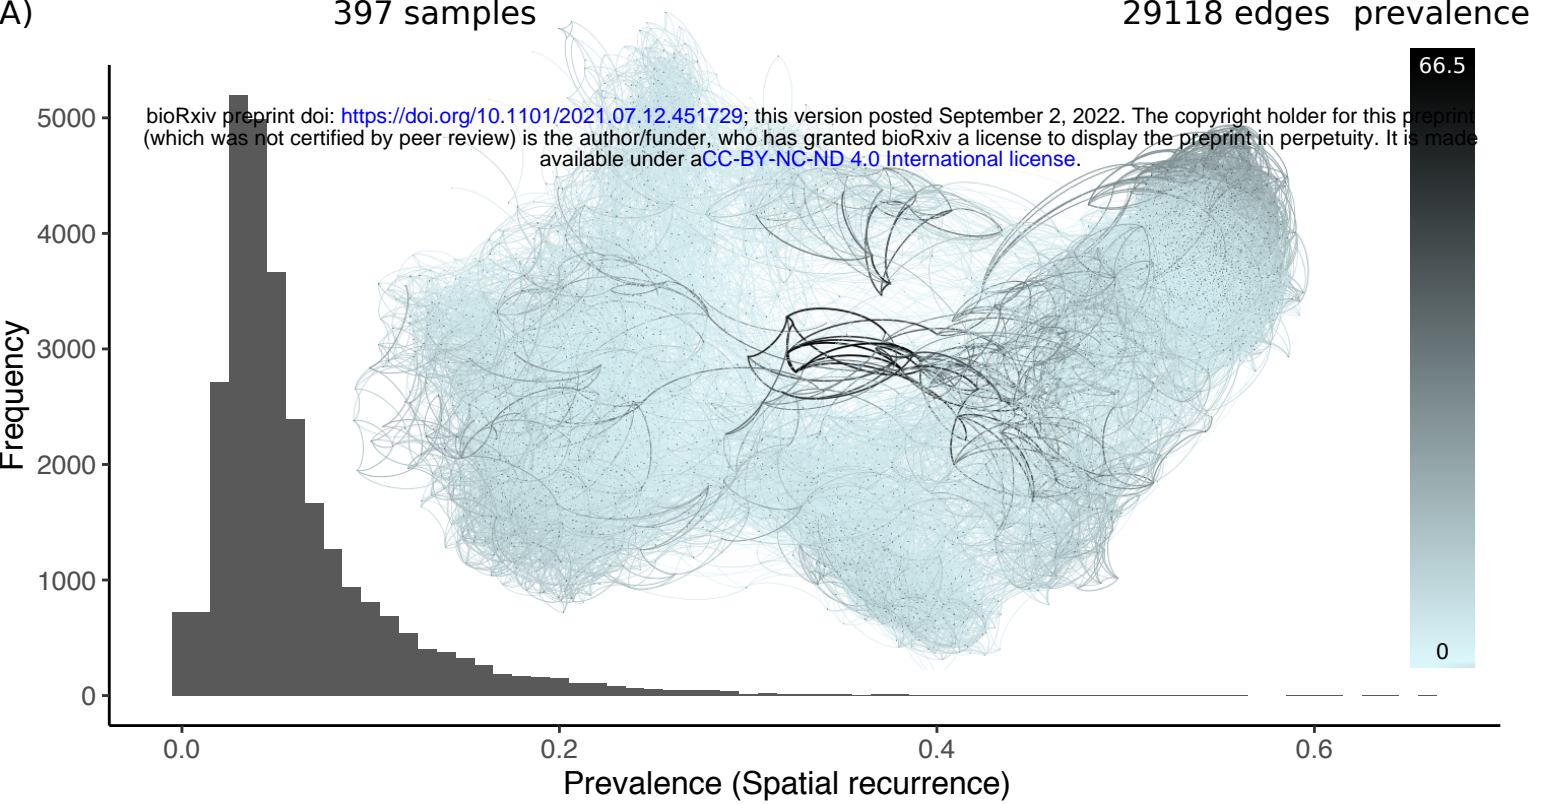 A)
397 samples
29118 edges prevalence
66.5
bioRxiv preprint doi: https://doi.org/10.1101/2021.07.12.451729; this version posted September 2, 2022. The copyright holder for this preprint
(which was not certified by peer review) is the author/funder, who has granted bioRxiv a license to display the preprint in perpetuity. It is made
available under aCC-BY-NC-ND 4.0 International license.
5000
4000
3000
2000
1000
0
Frequency
0
0.0 0.2 0.4 0.6
Prevalence (Spatial recurrence)